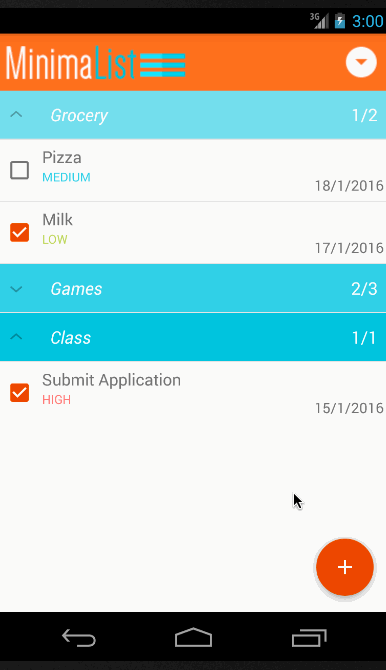 3G 3:00
MinimaList
Grocery 1/2
Pizza
MEDIUM
18/1/2016
Milk
LOW
17/1/2016
Games 2/3
Class 1/1
Submit Application
HIGH
15/1/2016
+